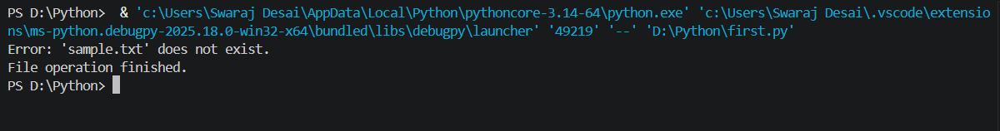 PS D:\Python>  & 'c:\Users\Swaraj Desai\AppData\Local\Python\pythoncore-3.14-64\python.exe' 'c:\Users\Swaraj Desai\.vscode\extensio
ns\ms-python.debugpy-2025.18.0-win32-x64\bundled\libs\debugpy\launcher' '49219' '--' 'D:\Python\first.py'
Error: 'sample.txt' does not exist.
File operation finished.
PS D:\Python>